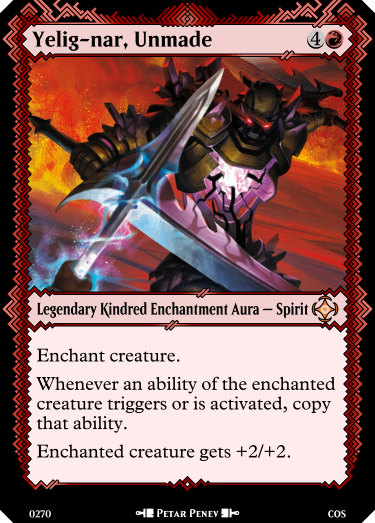 Yelig-nar, Unmade 4
Legendary Kindred Enchantment Aura — Spirit
Enchant creature.
Whenever an ability of the enchanted
creature triggers or is activated, copy
that ability.
Enchanted creature gets +2/+2.
0270 PETAR PENEV COS